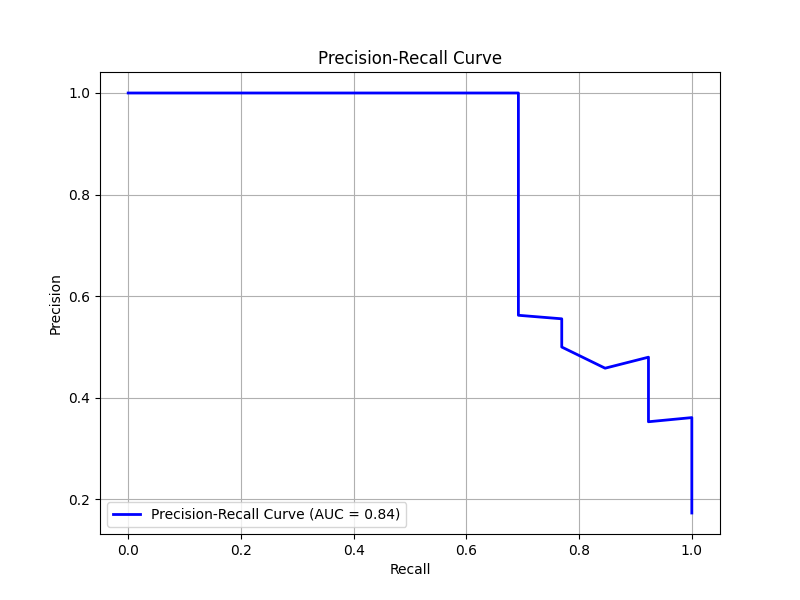 Precision-Recall Curve
1.0
0.8
0.6
0.4
0.2
Precision
Precision-Recall Curve (AUC = 0.84)
0.0 0.2 0.4 0.6 0.8 1.0
Recall